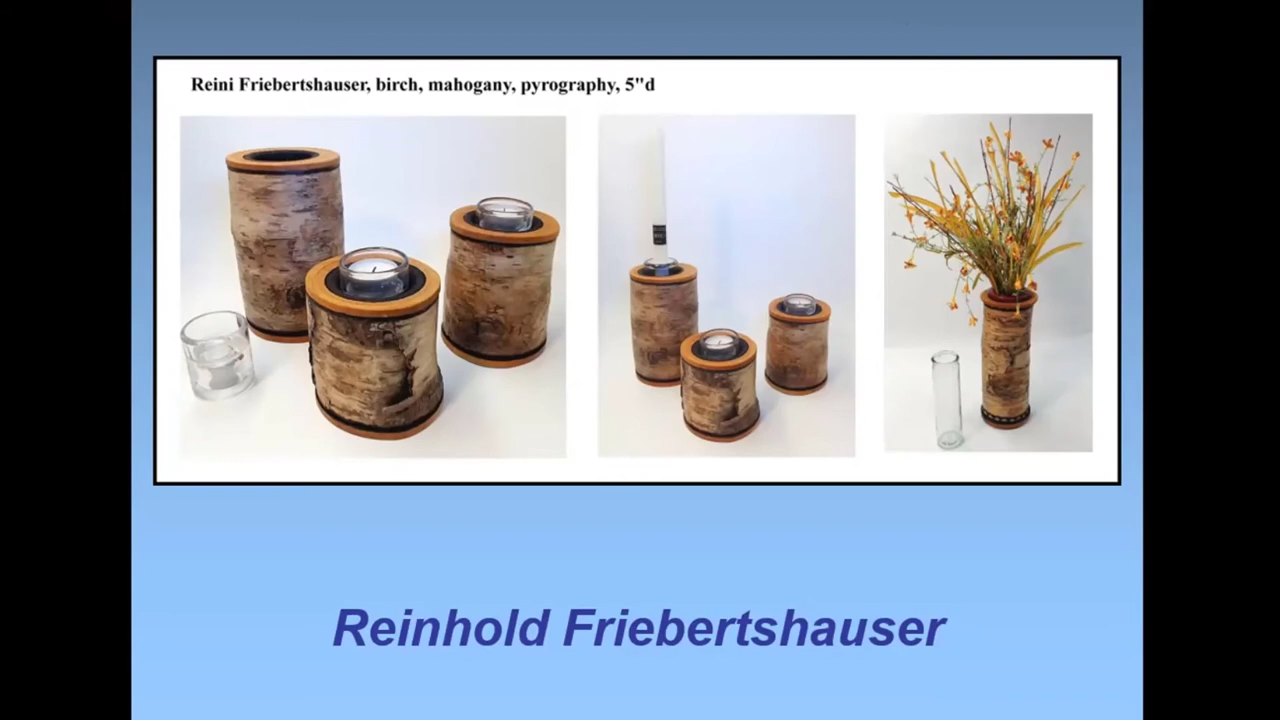 Reini Friebertshauser, birch, mahogany, pyrography, 5"d
Reinhold Friebertshauser